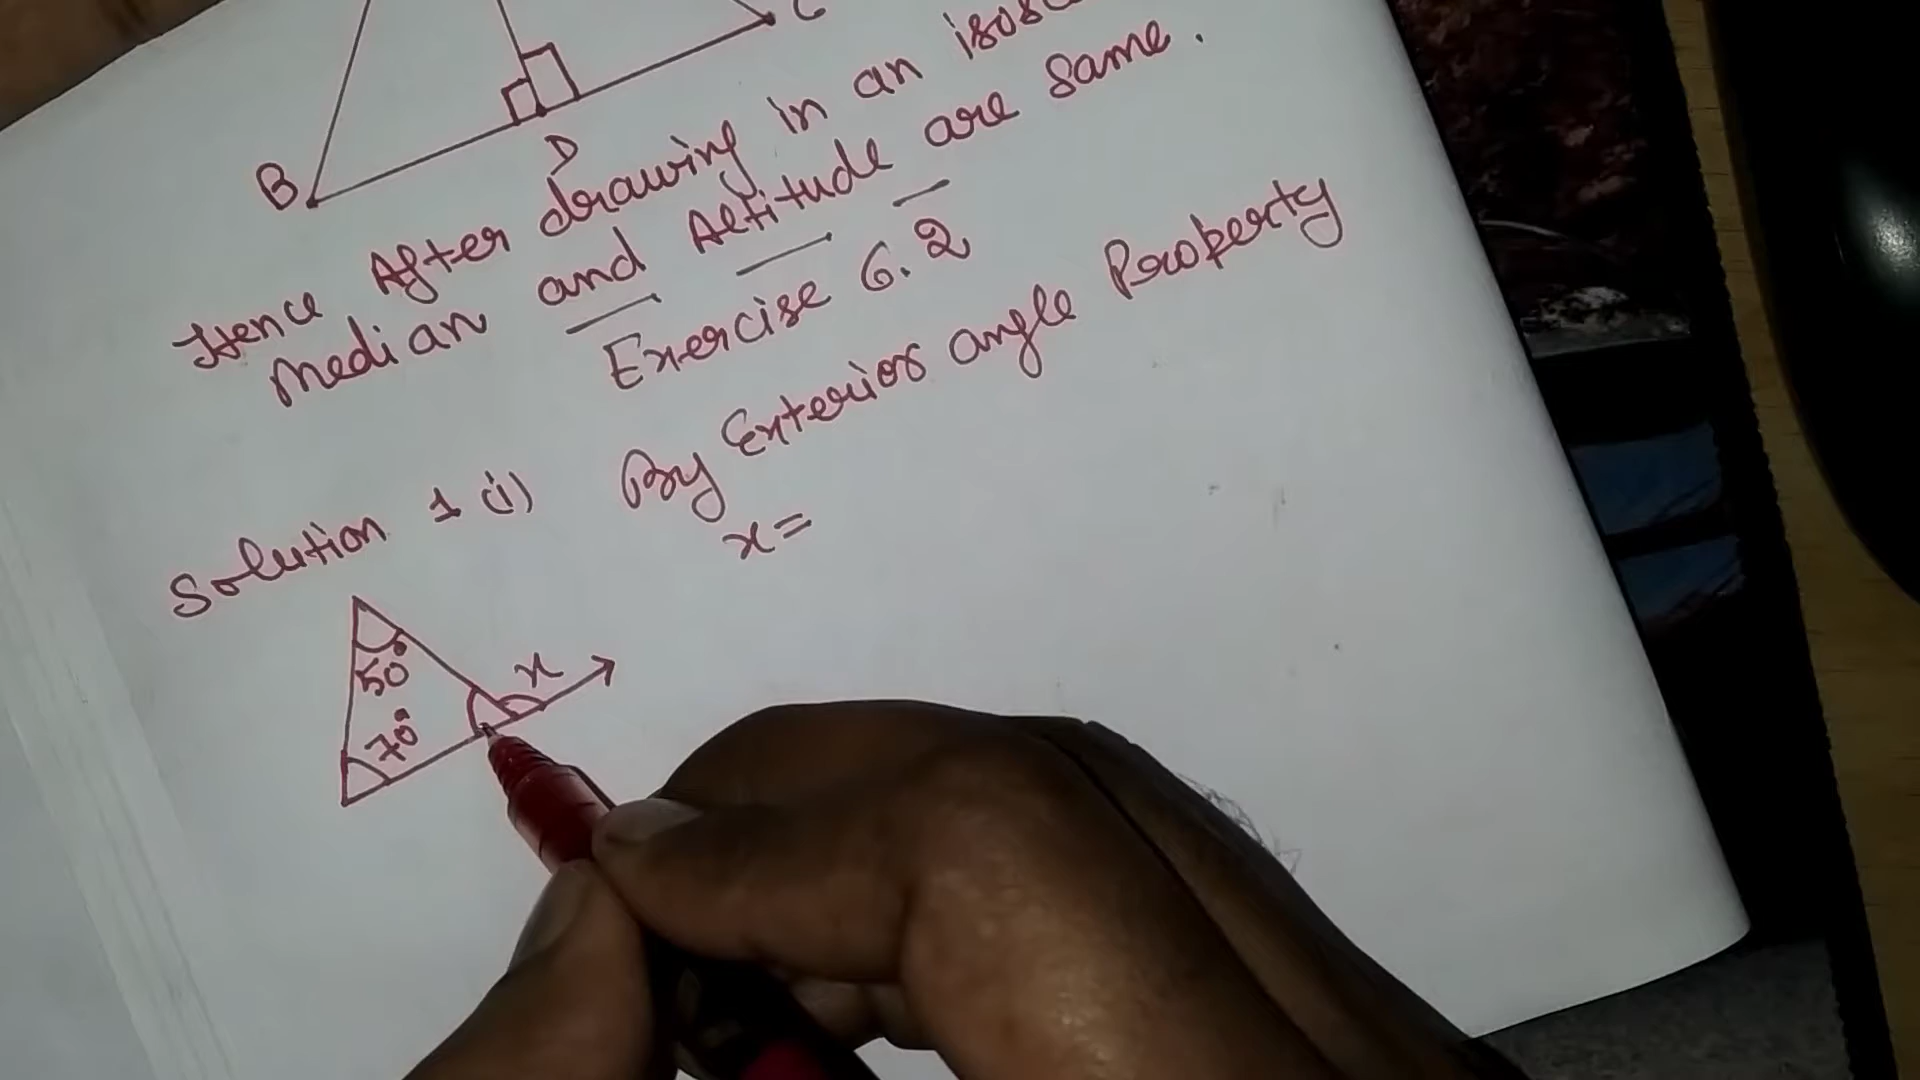 C
B
D
Hence After drawing in an
Median and Altitude are same.
Exercise 6.2
Solution 1 (i) By Exterior angle Property
x=
50°
x
70°